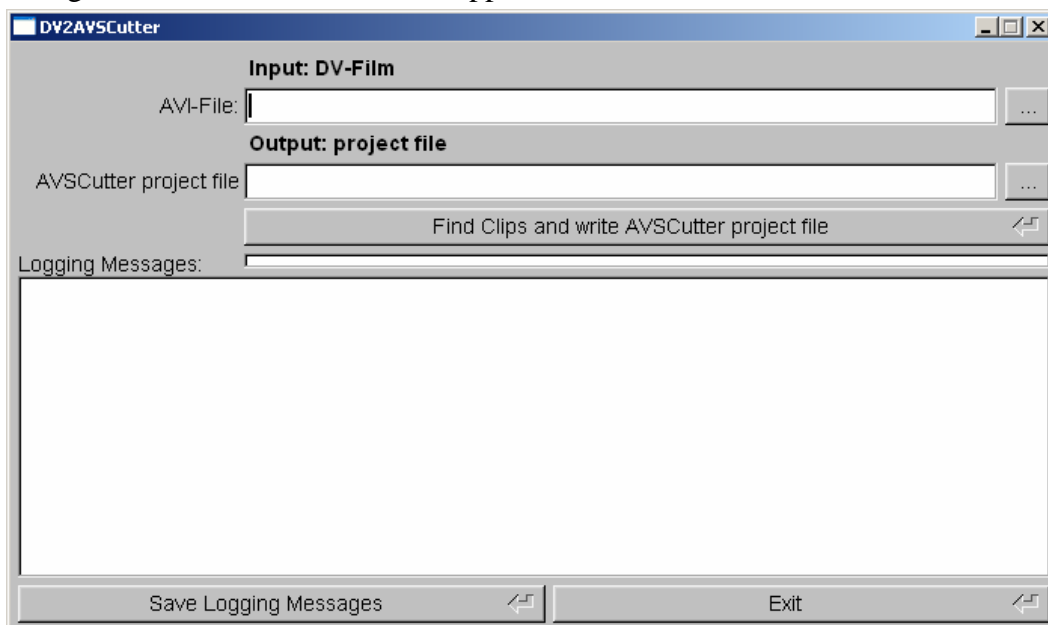 DV2AVSCutter
Input: DV-Film
AVI-File:
...
Output: project file
AVSCutter project file
...
Find Clips and write AVSCutter project file
Logging Messages:
Save Logging Messages
Exit